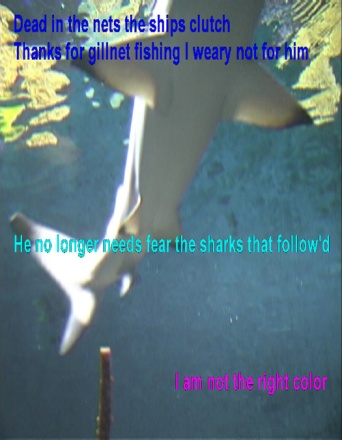 Dead in the nets the ships clutch
Thanks for gillnet fishing I weary not for him
He no longer needs fear the sharks that follow'd
I am not the right color